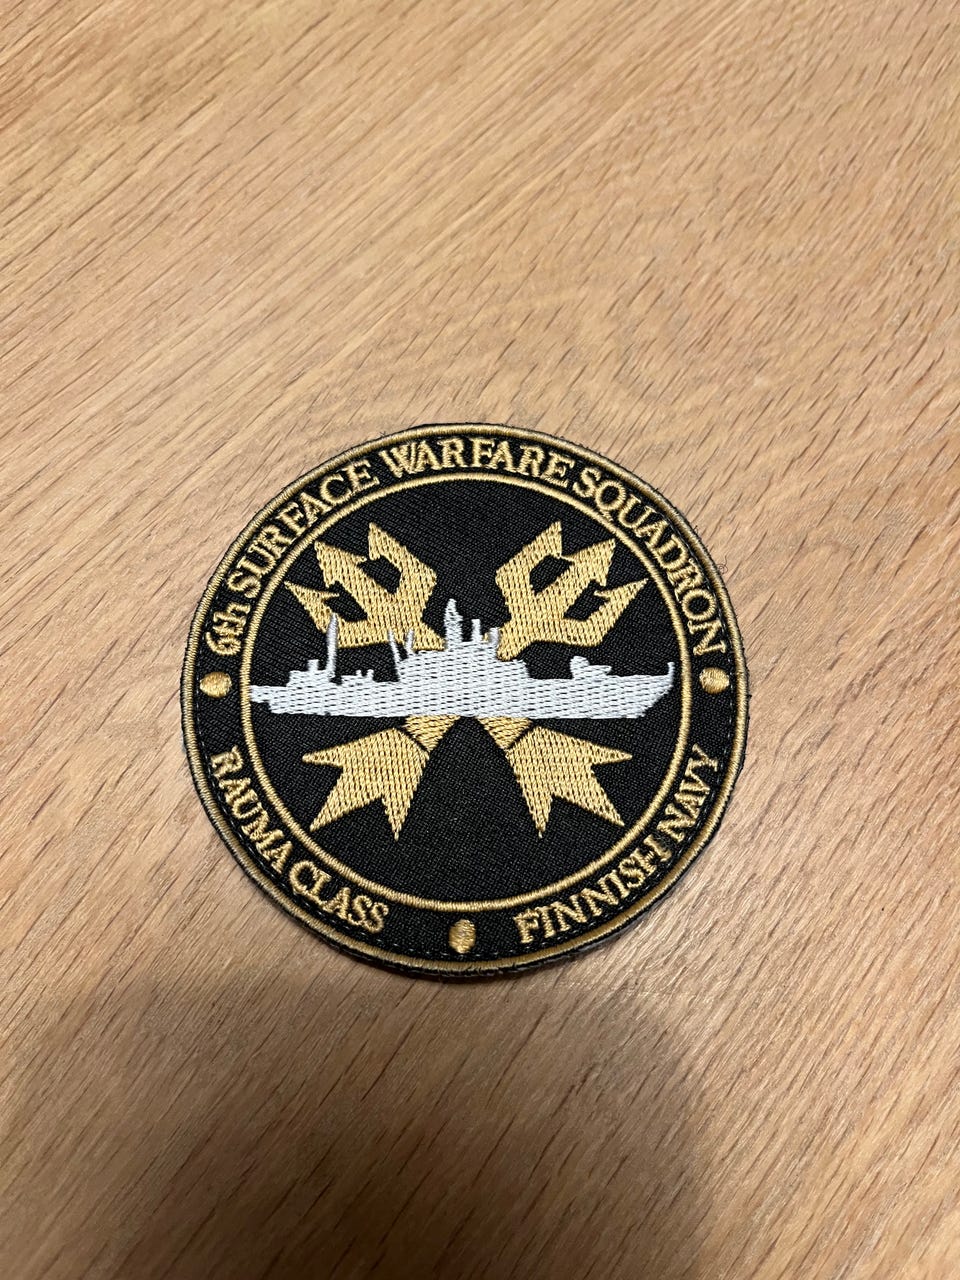 6th SURFACE WARFARE SQUADRON
RAUMA CLASS
FINNISH NAVY